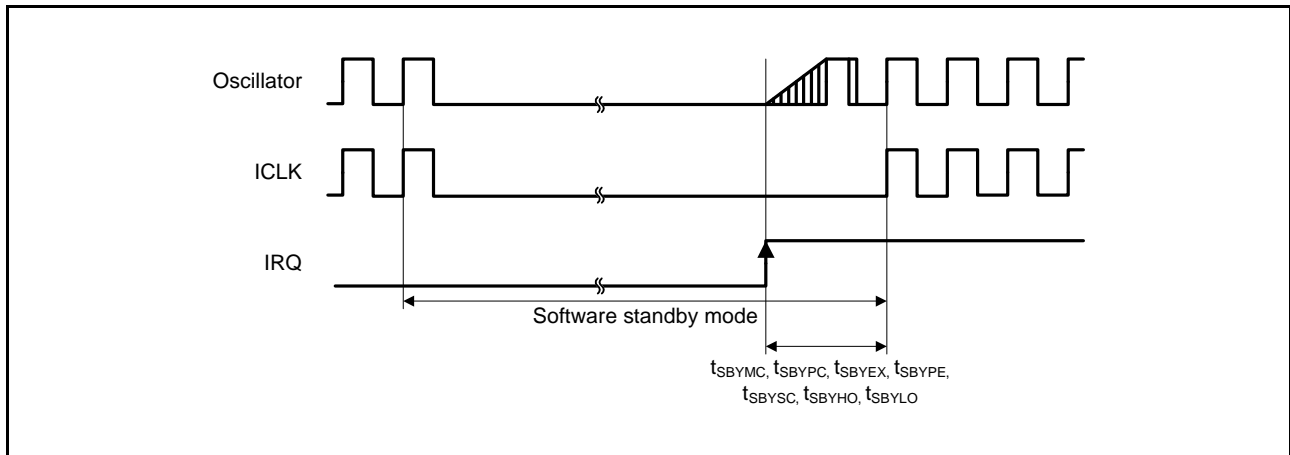 Oscillator
ICLK
IRQ
Software standby mode
tSBYMC, tSBYPC, tSBYEX, tSBYPE,
tSBYSC, tSBYHO, tSBYLO